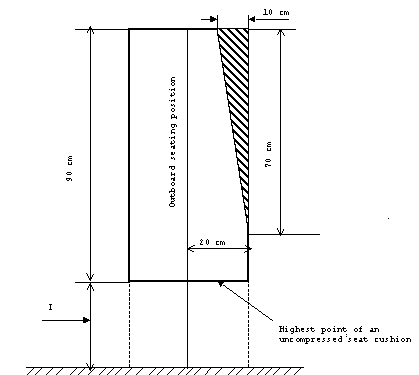 10 cm
Outboard seating position
90 cm
70 cm
20 cm
I
Highest point of an
uncompressed seat cushion